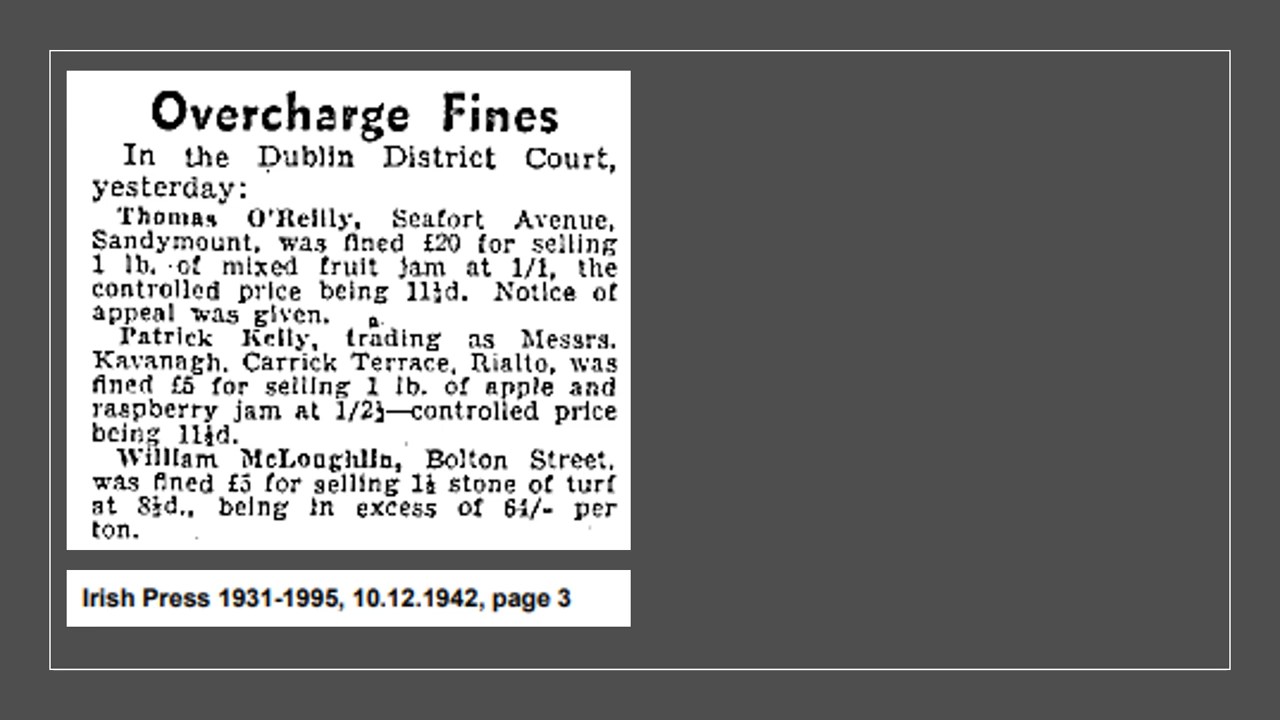 Overcharge Fines
In the Dublin District Court,
yesterday:
Thomas O'Reilly, Seafort Avenue,
Sandymount, was fined £20 for selling
1 lb. of mixed fruit jam at 1/1, the
controlled price being 11½d. Notice of
appeal was given.
Patrick Kelly, trading as Messrs.
Kavanagh, Carrick Terrace, Rialto, was
fined £5 for selling 1 lb. of apple and
raspberry jam at 1/2½—controlled price
being 11½d.
William McLoughlin, Bolton Street,
was fined £5 for selling 1½ stone of turf
at 8½d., being in excess of 64/- per
ton.
Irish Press 1931-1995, 10.12.1942, page 3